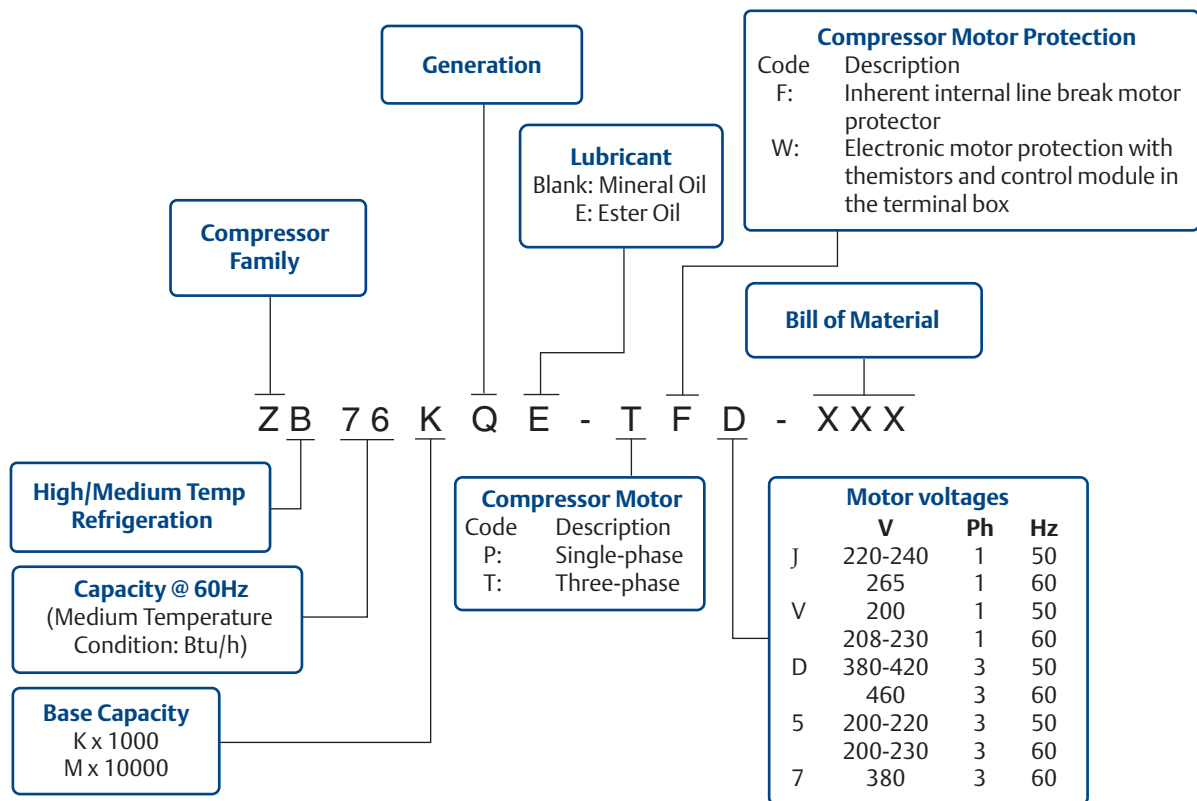 Generation
Compressor Motor Protection
Code Description
F: Inherent internal line break motor
protector
W: Electronic motor protection with
themistors and control module in
the terminal box
Lubricant
Blank: Mineral Oil
E: Ester Oil
Compressor
Family
Bill of Material
Z B 7 6 K Q E - T F D - X X X
High/Medium Temp
Refrigeration
Capacity @ 60Hz
(Medium Temperature
Condition: Btu/h)
Base Capacity
K x 1000
M x 10000
Compressor Motor
Code Description
P: Single-phase
T: Three-phase
Motor voltages
V Ph Hz
J 220-240 1 50
265 1 60
V 200 1 50
208-230 1 60
D 380-420 3 50
460 3 60
5 200-220 3 50
200-230 3 60
7 380 3 60